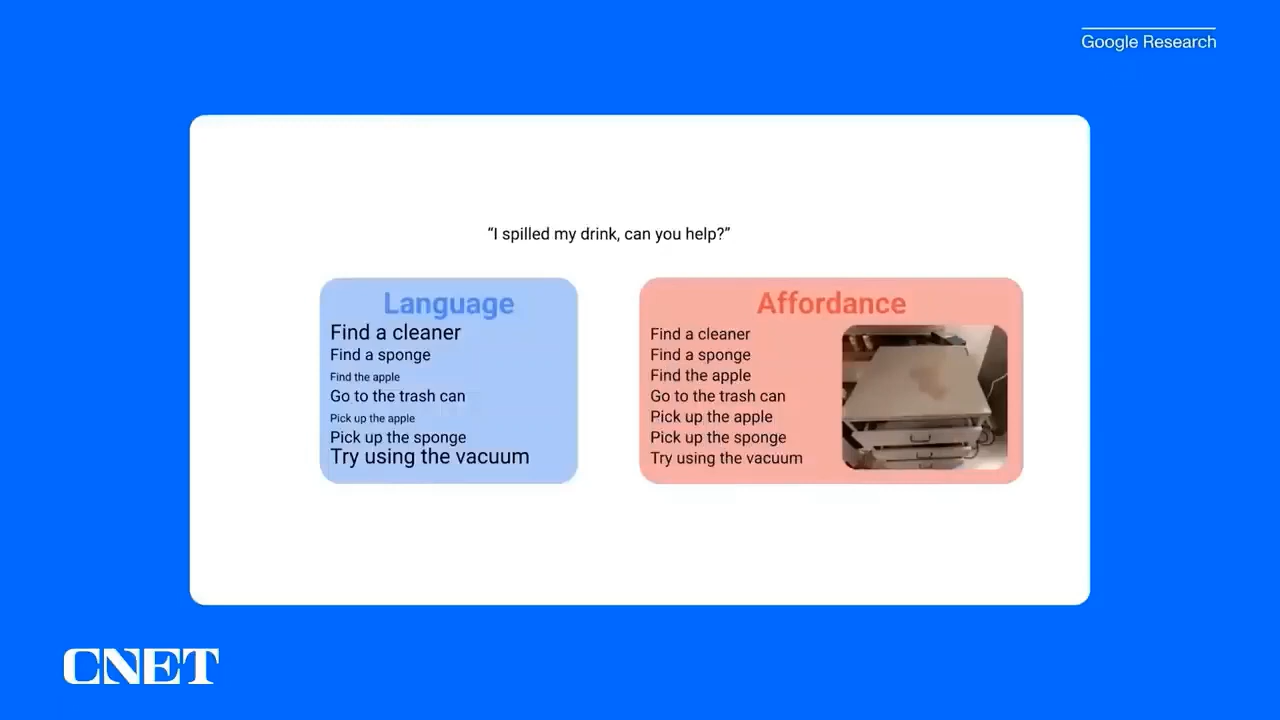 Google Research
“I spilled my drink, can you help?”
Language
Find a cleaner
Find a sponge
Find the apple
Go to the trash can
Pick up the apple
Pick up the sponge
Try using the vacuum
Affordance
Find a cleaner
Find a sponge
Find the apple
Go to the trash can
Pick up the apple
Pick up the sponge
Try using the vacuum
CNET